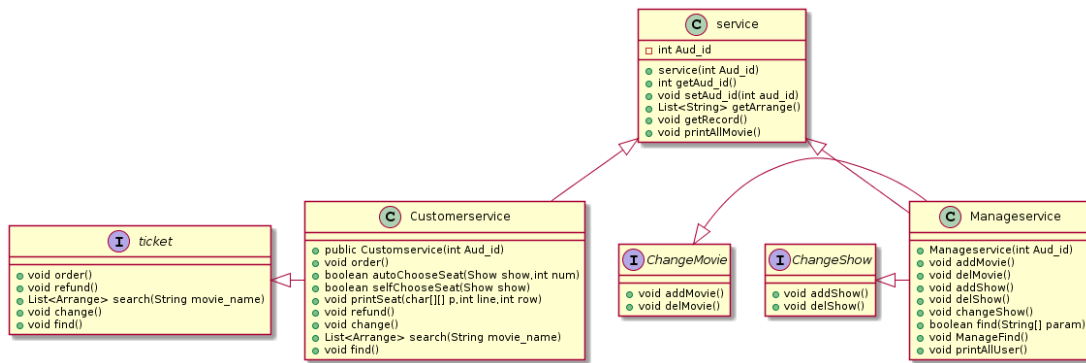 C service
int Aud_id
service(int Aud_id)
int getAud_id()
void setAud_id(int aud_id)
List<String> getArrange()
void getRecord()
void printAllMovie()
I ticket
void order()
void refund()
List<Arrange> search(String movie_name)
void change()
void find()
C Customerservice
public Customservice(int Aud_id)
void order()
boolean autoChooseSeat(Show show,int num)
boolean selfChooseSeat(Show show)
void printSeat(char[][] p,int line,int row)
void refund()
void change()
List<Arrange> search(String movie_name)
void find()
I ChangeMovie
void addMovie()
void delMovie()
I ChangeShow
void addShow()
void delShow()
C Manageservice
Manageservice(int Aud_id)
void addMovie()
void delMovie()
void addShow()
void delShow()
void changeShow()
boolean find(String[] param)
void ManageFind()
void printAllUser()